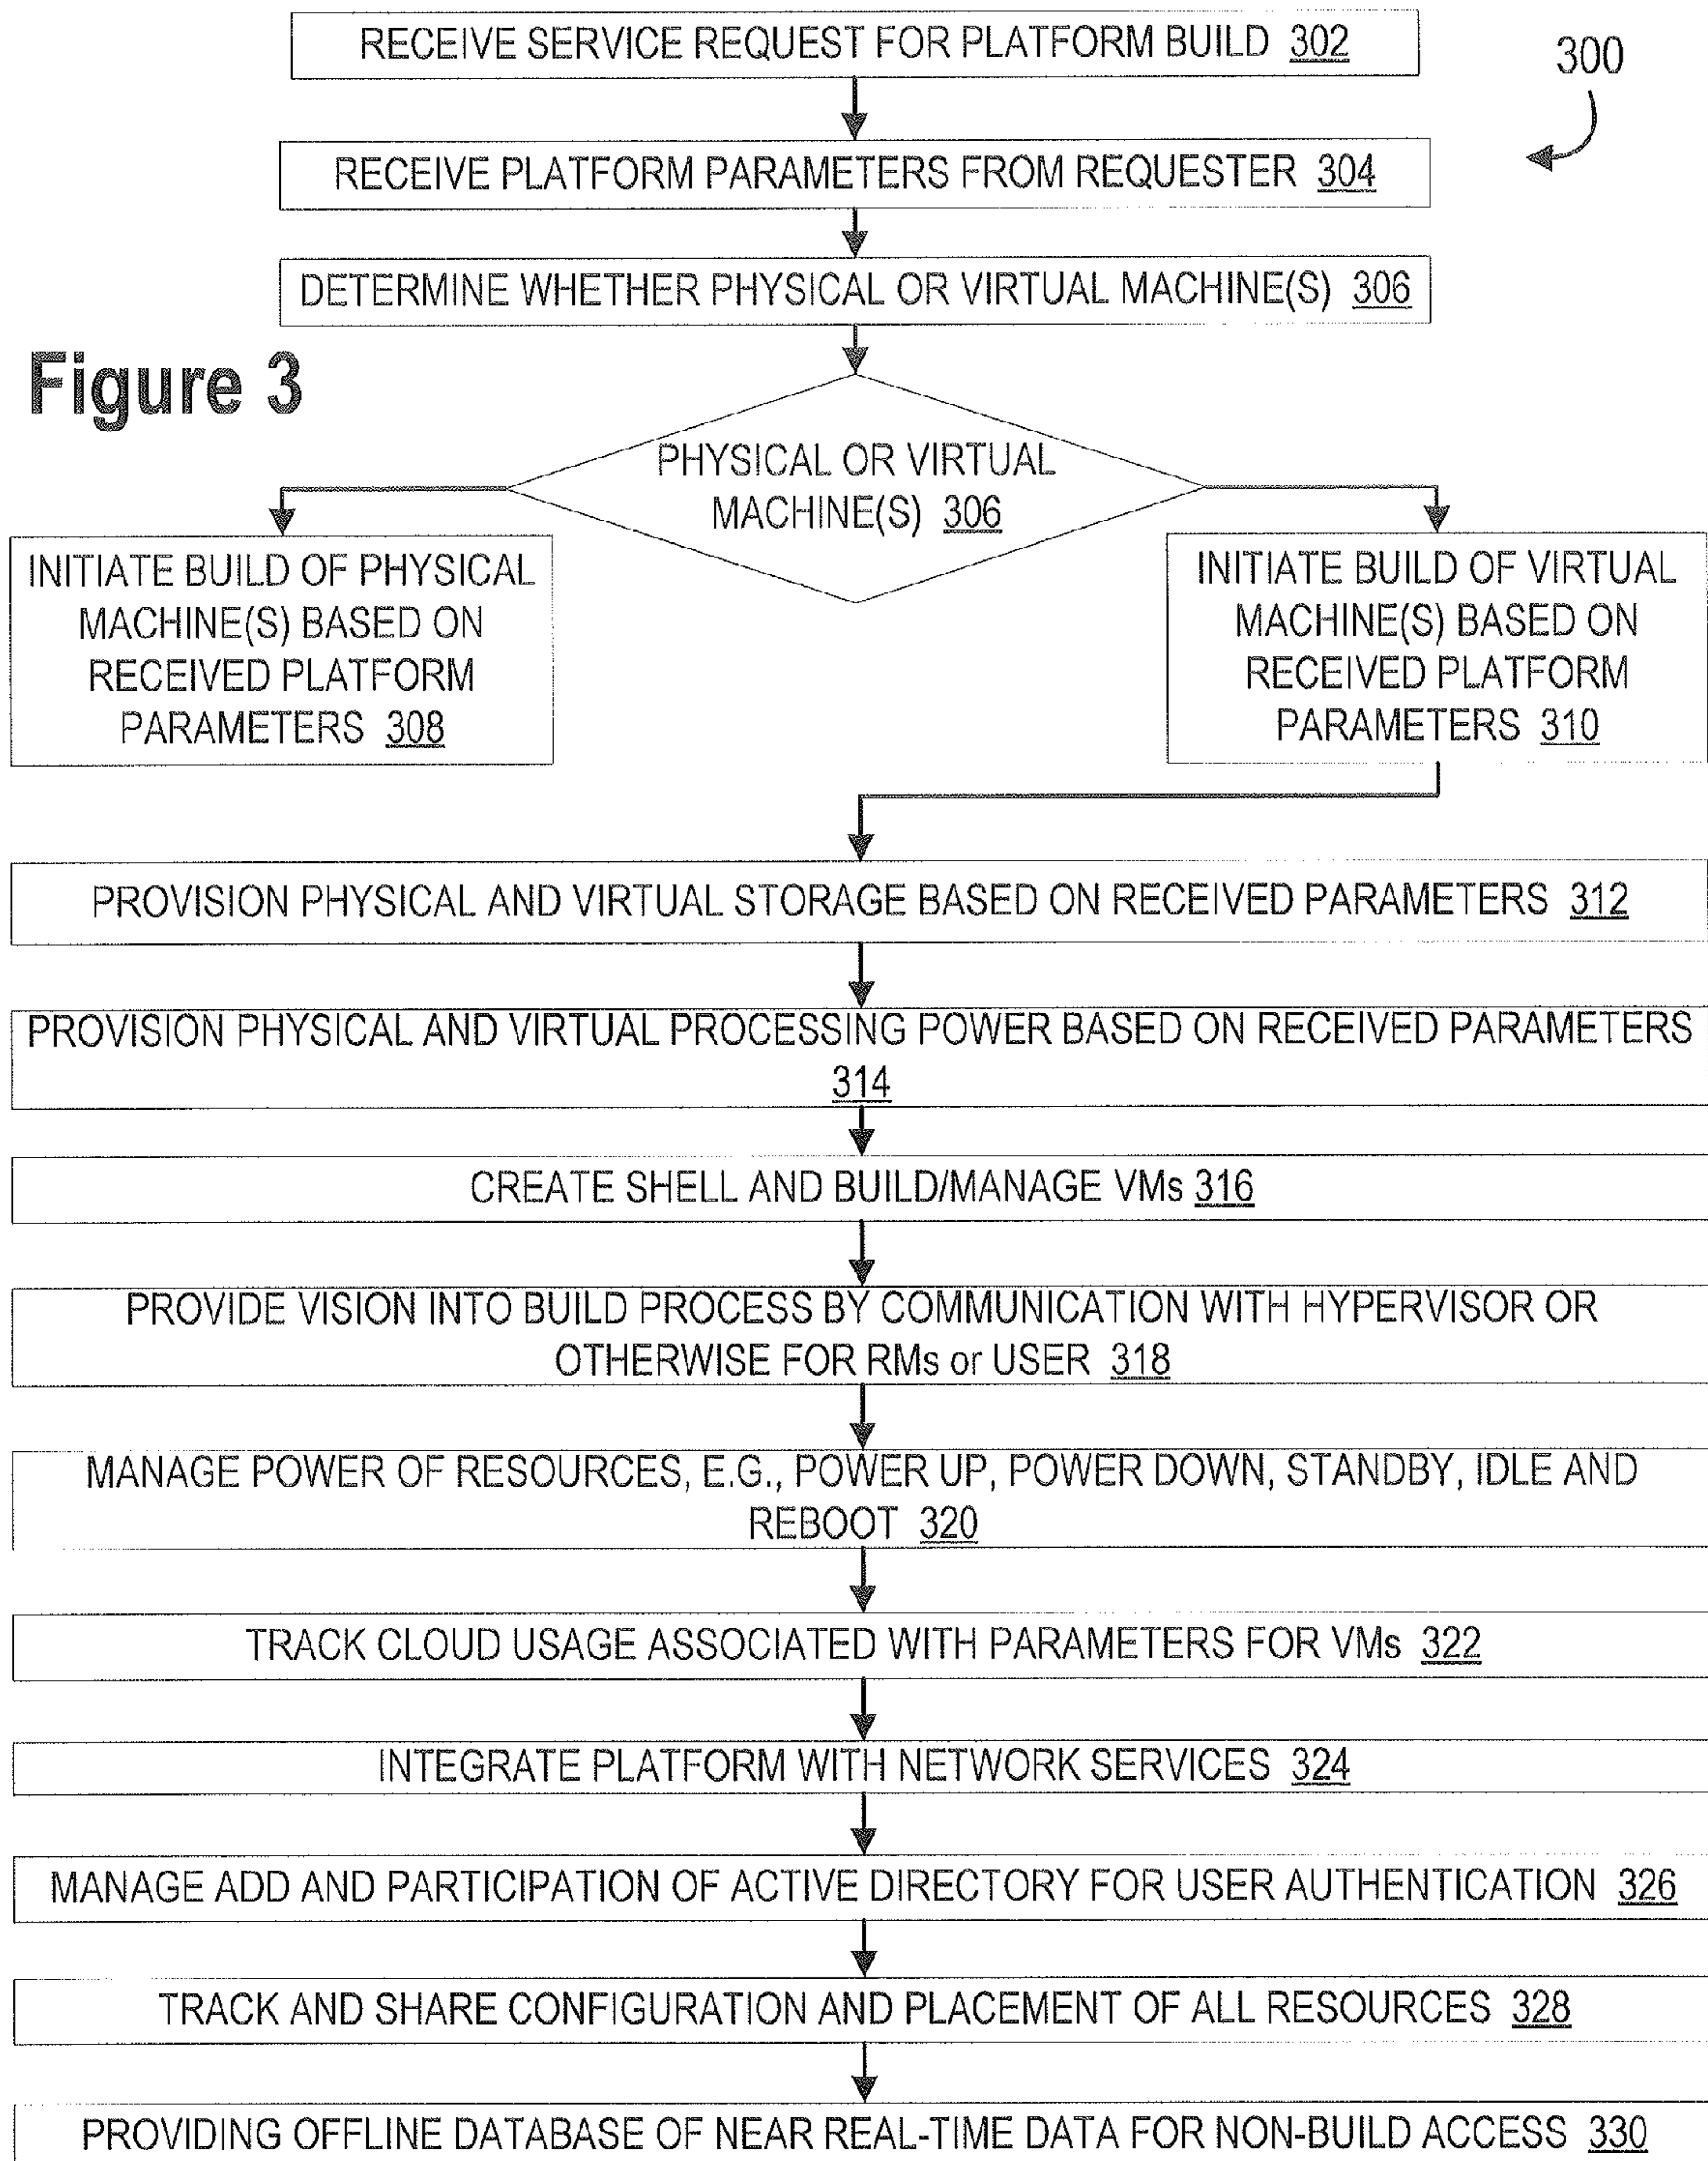 RECEIVE SERVICE REQUEST FOR PLATFORM BUILD 302
300
RECEIVE PLATFORM PARAMETERS FROM REQUESTER 304
DETERMINE WHETHER PHYSICAL OR VIRTUAL MACHINE(S) 306
Figure 3
PHYSICAL OR VIRTUAL
MACHINE(S) 306
INITIATE BUILD OF PHYSICAL
MACHINE(S) BASED ON
RECEIVED PLATFORM
PARAMETERS 308
INITIATE BUILD OF VIRTUAL
MACHINE(S) BASED ON
RECEIVED PLATFORM
PARAMETERS 310
PROVISION PHYSICAL AND VIRTUAL STORAGE BASED ON RECEIVED PARAMETERS 312
PROVISION PHYSICAL AND VIRTUAL PROCESSING POWER BASED ON RECEIVED PARAMETERS
314
CREATE SHELL AND BUILD/MANAGE VMs 316
PROVIDE VISION INTO BUILD PROCESS BY COMMUNICATION WITH HYPERVISOR OR
OTHERWISE FOR RMs or USER 318
MANAGE POWER OF RESOURCES, E.G., POWER UP, POWER DOWN, STANDBY, IDLE AND
REBOOT 320
TRACK CLOUD USAGE ASSOCIATED WITH PARAMETERS FOR VMs 322
INTEGRATE PLATFORM WITH NETWORK SERVICES 324
MANAGE ADD AND PARTICIPATION OF ACTIVE DIRECTORY FOR USER AUTHENTICATION 326
TRACK AND SHARE CONFIGURATION AND PLACEMENT OF ALL RESOURCES 328
PROVIDING OFFLINE DATABASE OF NEAR REAL-TIME DATA FOR NON-BUILD ACCESS 330